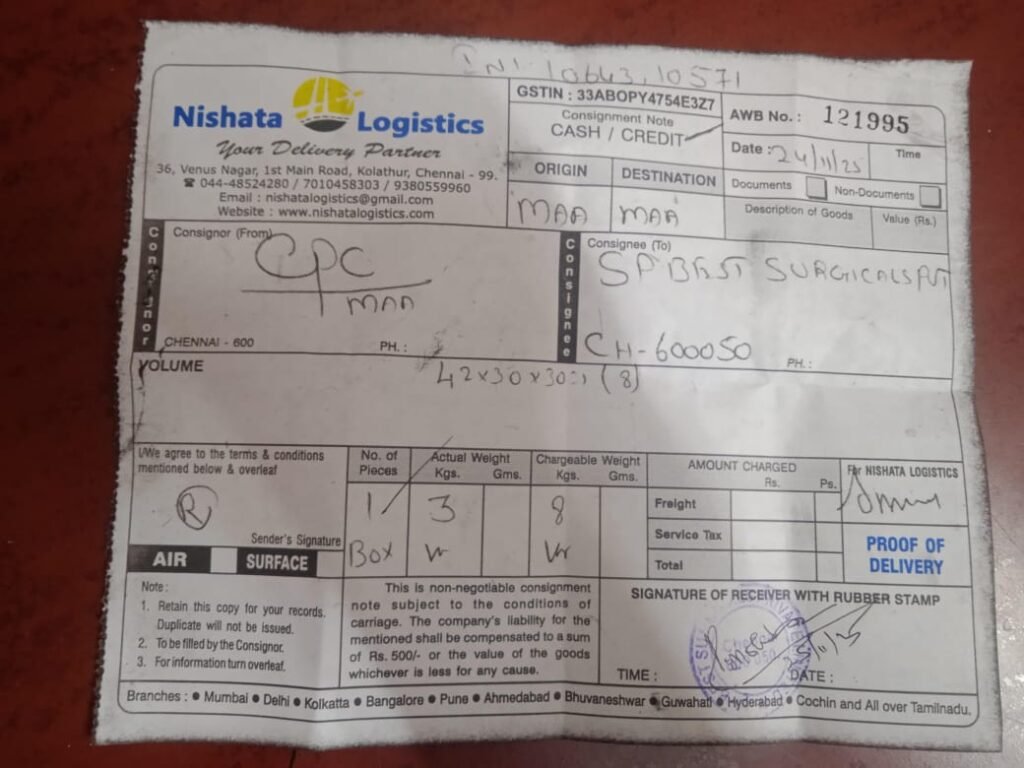 INV: 10643, 10571
Nishata Logistics
Your Delivery Partner
36, Venus Nagar, 1st Main Road, Kolathur, Chennai - 99.
☎ 044-48524280 / 7010458303 / 9380559960
Email : nishatalogistics@gmail.com
Website : www.nishatalogistics.com
GSTIN : 33ABOPY4754E3Z7
Consignment Note
CASH / CREDIT
AWB No. : 121995
Date : 24/11/25
Time
ORIGIN
DESTINATION
MAA
MAA
Documents
Non-Documents
Description of Goods
Value (Rs.)
Consignor
Consignor (From)
CPC
MAA
CHENNAI - 600
PH. :
Consignee
Consignee (To)
SP BEST SURGICALS PVT
CH-600050
PH. :
VOLUME
42x30x30 (8)
I/We agree to the terms & conditions
mentioned below & overleaf
R
Sender's Signature
AIR
SURFACE
No. of Pieces
Actual Weight
Kgs. Gms.
Chargeable Weight
Kgs. Gms.
1
3
8
Box
AMOUNT CHARGED
Rs. Ps.
Freight
Service Tax
Total
For NISHATA LOGISTICS
PROOF OF
DELIVERY
Note :
1. Retain this copy for your records.
Duplicate will not be issued.
2. To be filled by the Consignor.
3. For information turn overleaf.
This is non-negotiable consignment
note subject to the conditions of
carriage. The company's liability for the
mentioned shall be compensated to a sum
of Rs. 500/- or the value of the goods
whichever is less for any cause.
SIGNATURE OF RECEIVER WITH RUBBER STAMP
TIME :
DATE :
Branches : ● Mumbai ● Delhi ● Kolkatta ● Bangalore ● Pune ● Ahmedabad ● Bhuvaneshwar ● Guwahati ● Hyderabad ● Cochin and All over Tamilnadu.